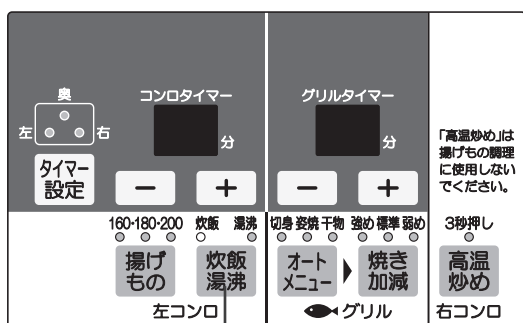 奥
左 右
タイマー
設定
コンロタイマー
分
－ ＋
グリルタイマー
分
－ ＋
「高温炒め」は
揚げもの調理
に使用しない
でください。
160・180・200
揚げ
もの
炊飯 湯沸
炊飯
湯沸
左コンロ
切身 姿焼 干物
オート
メニュー
強め 標準 弱め
焼き
加減
グリル
3秒押し
高温
炒め
右コンロ